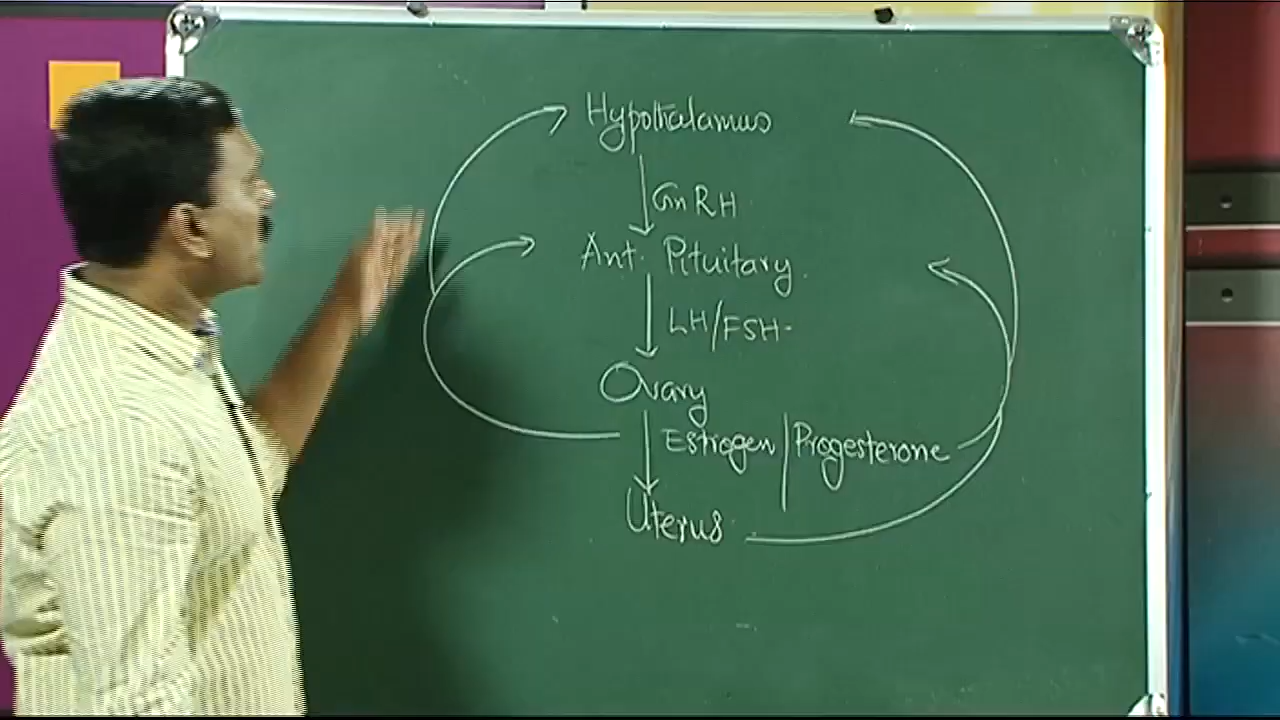 Hypothalamus
GnRH
Ant. Pituitary.
LH/FSH-
Ovary
Estrogen/Progesterone
Uterus